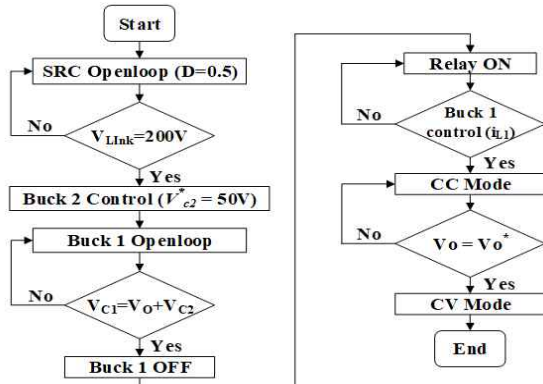 Start
SRC Openloop (D=0.5)
No
V_LInk=200V
Yes
Buck 2 Control (V*_c2 = 50V)
Buck 1 Openloop
No
V_C1=V_O+V_C2
Yes
Buck 1 OFF
Relay ON
No
Buck 1
control (i_L1)
Yes
CC Mode
No
Vo = Vo*
Yes
CV Mode
End